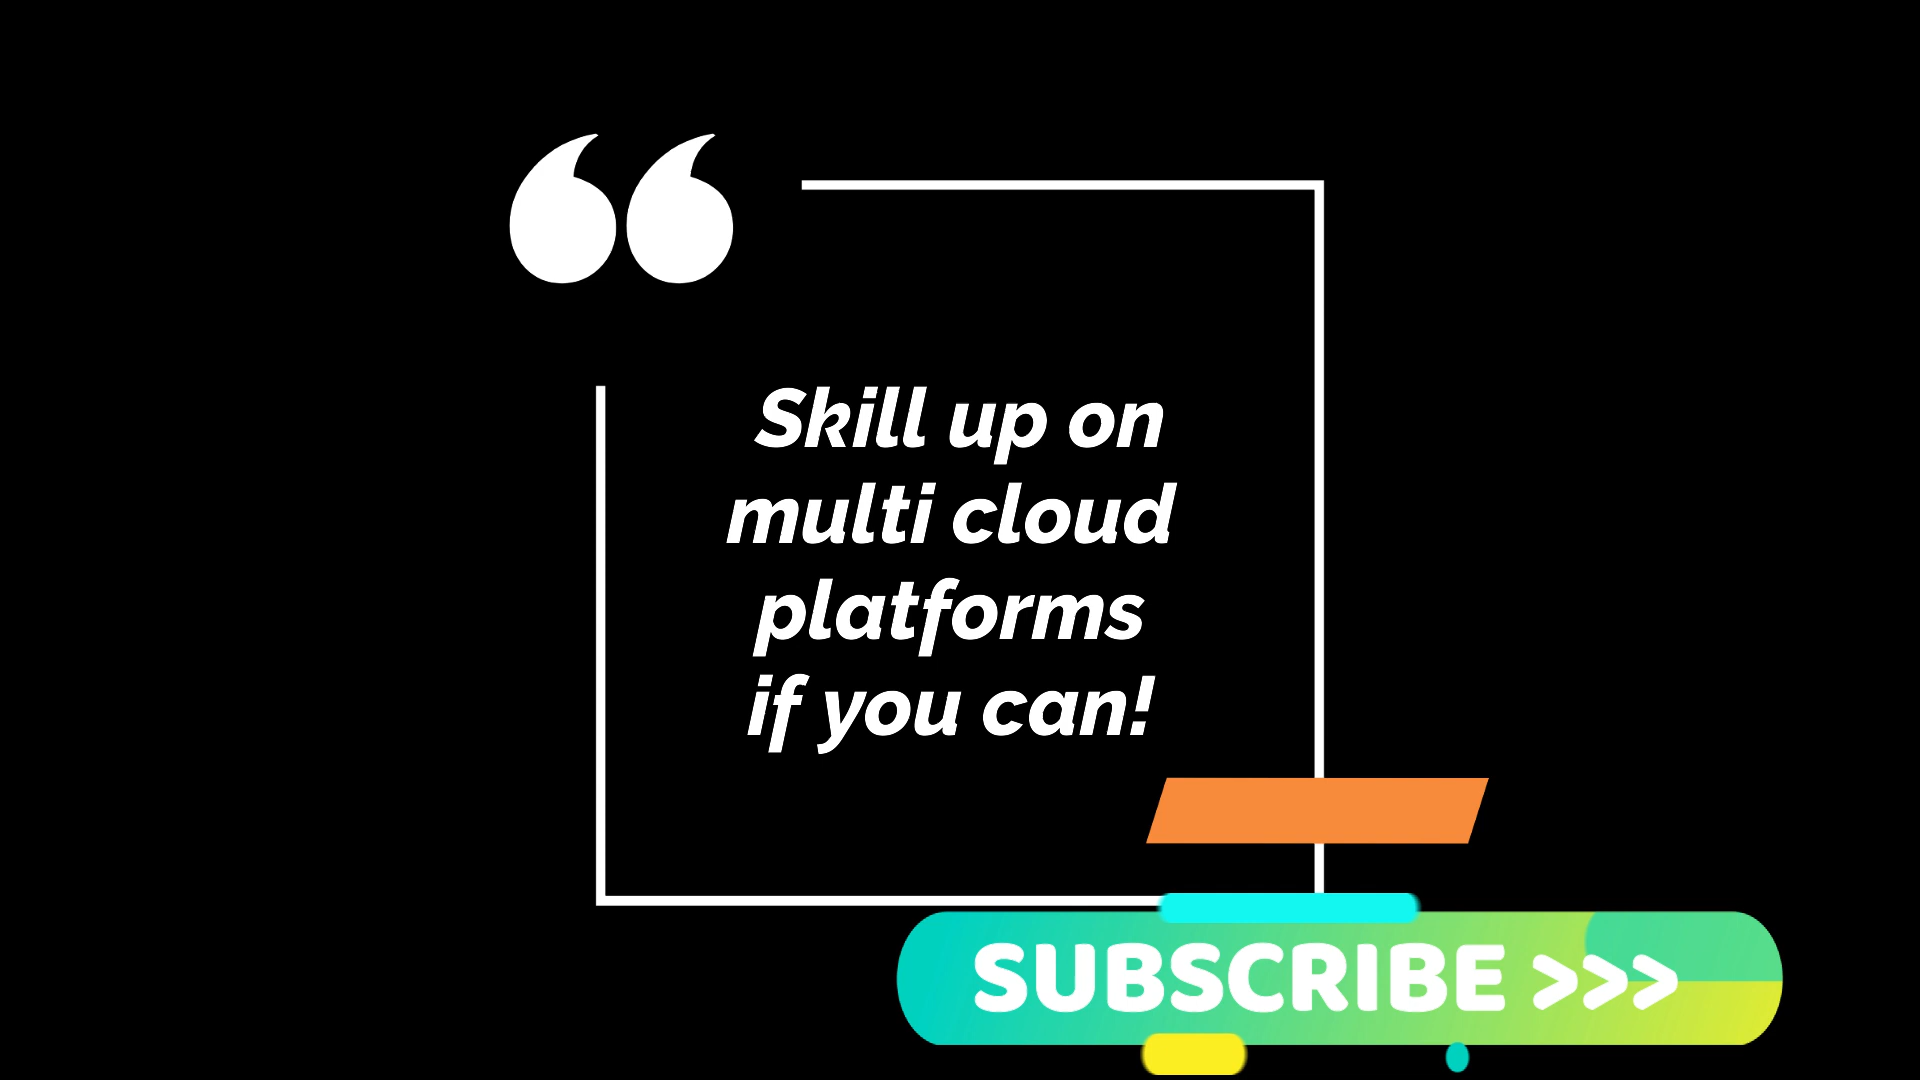 “
Skill up on
multi cloud
platforms
if you can!
SUBSCRIBE >>>